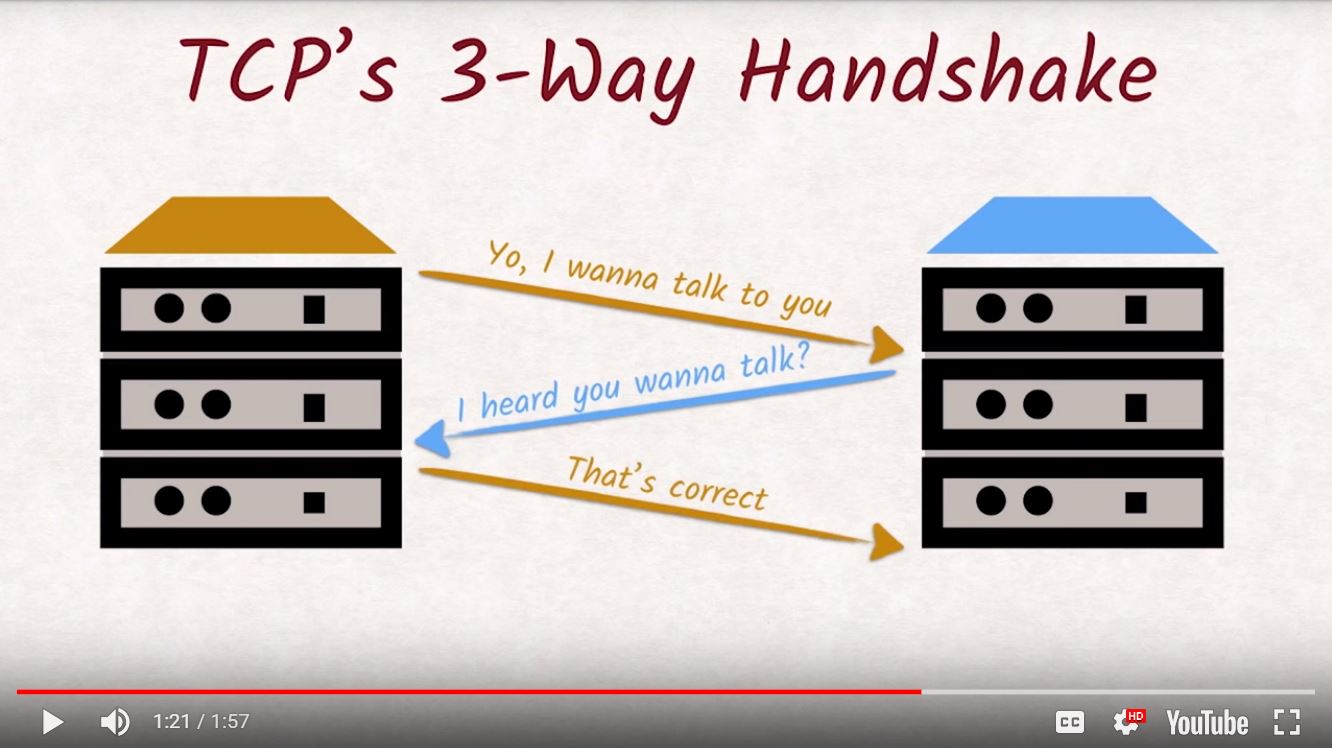 TCP's 3-Way Handshake
Yo, I wanna talk to you
I heard you wanna talk?
That's correct
1:21 / 1:57
CC
HD
YouTube